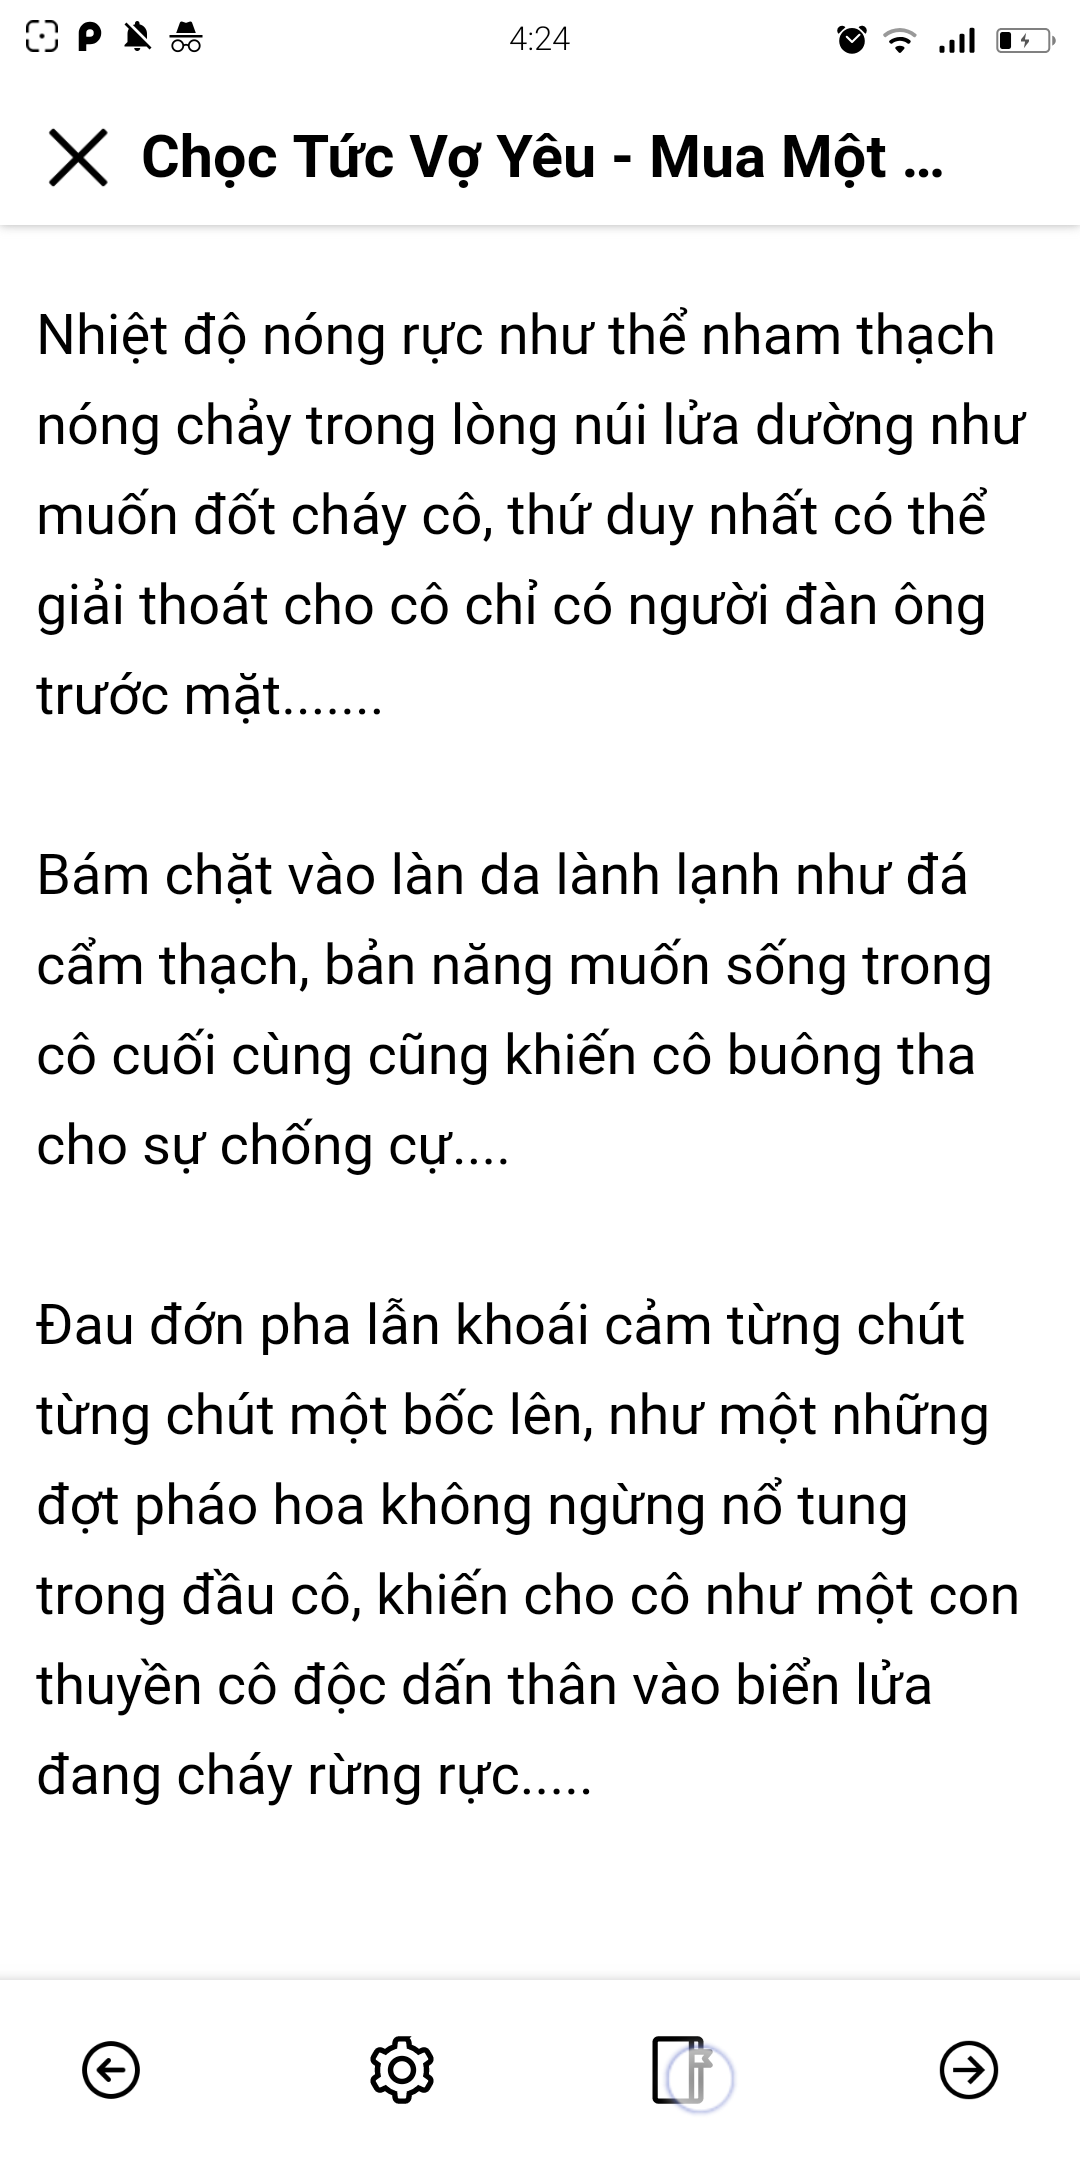 4:24
Chọc Tức Vợ Yêu - Mua Một ...
Nhiệt độ nóng rực như thể nham thạch
nóng chảy trong lòng núi lửa dường như
muốn đốt cháy cô, thứ duy nhất có thể
giải thoát cho cô chỉ có người đàn ông
trước mặt.......
Bám chặt vào làn da lành lạnh như đá
cẩm thạch, bản năng muốn sống trong
cô cuối cùng cũng khiến cô buông tha
cho sự chống cự....
Đau đớn pha lẫn khoái cảm từng chút
từng chút một bốc lên, như một những
đợt pháo hoa không ngừng nổ tung
trong đầu cô, khiến cho cô như một con
thuyền cô độc dấn thân vào biển lửa
đang cháy rừng rực.....